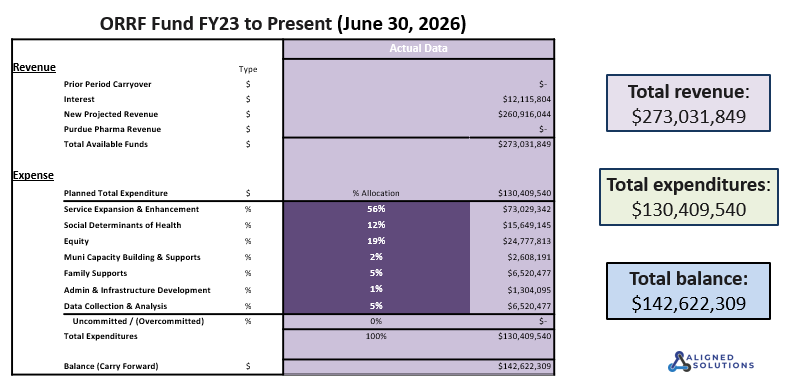 ORRF Fund FY23 to Present (June 30, 2026)
Actual Data
Revenue Type
Prior Period Carryover $ $-
Interest $ $12,115,804
New Projected Revenue $ $260,916,044
Purdue Pharma Revenue $ $-
Total Available Funds $ $273,031,849
Expense
Planned Total Expenditure $ % Allocation $130,409,540
Service Expansion & Enhancement % 56% $73,029,342
Social Determinants of Health % 12% $15,649,145
Equity % 19% $24,777,813
Muni Capacity Building & Supports % 2% $2,608,191
Family Supports % 5% $6,520,477
Admin & Infrastructure Development % 1% $1,304,095
Data Collection & Analysis % 5% $6,520,477
Uncommitted / (Overcommitted) % 0% $-
Total Expenditures 100% $130,409,540
Balance (Carry Forward) $ $142,622,309
Total revenue:
$273,031,849
Total expenditures:
$130,409,540
Total balance:
$142,622,309
ALIGNED
SOLUTIONS